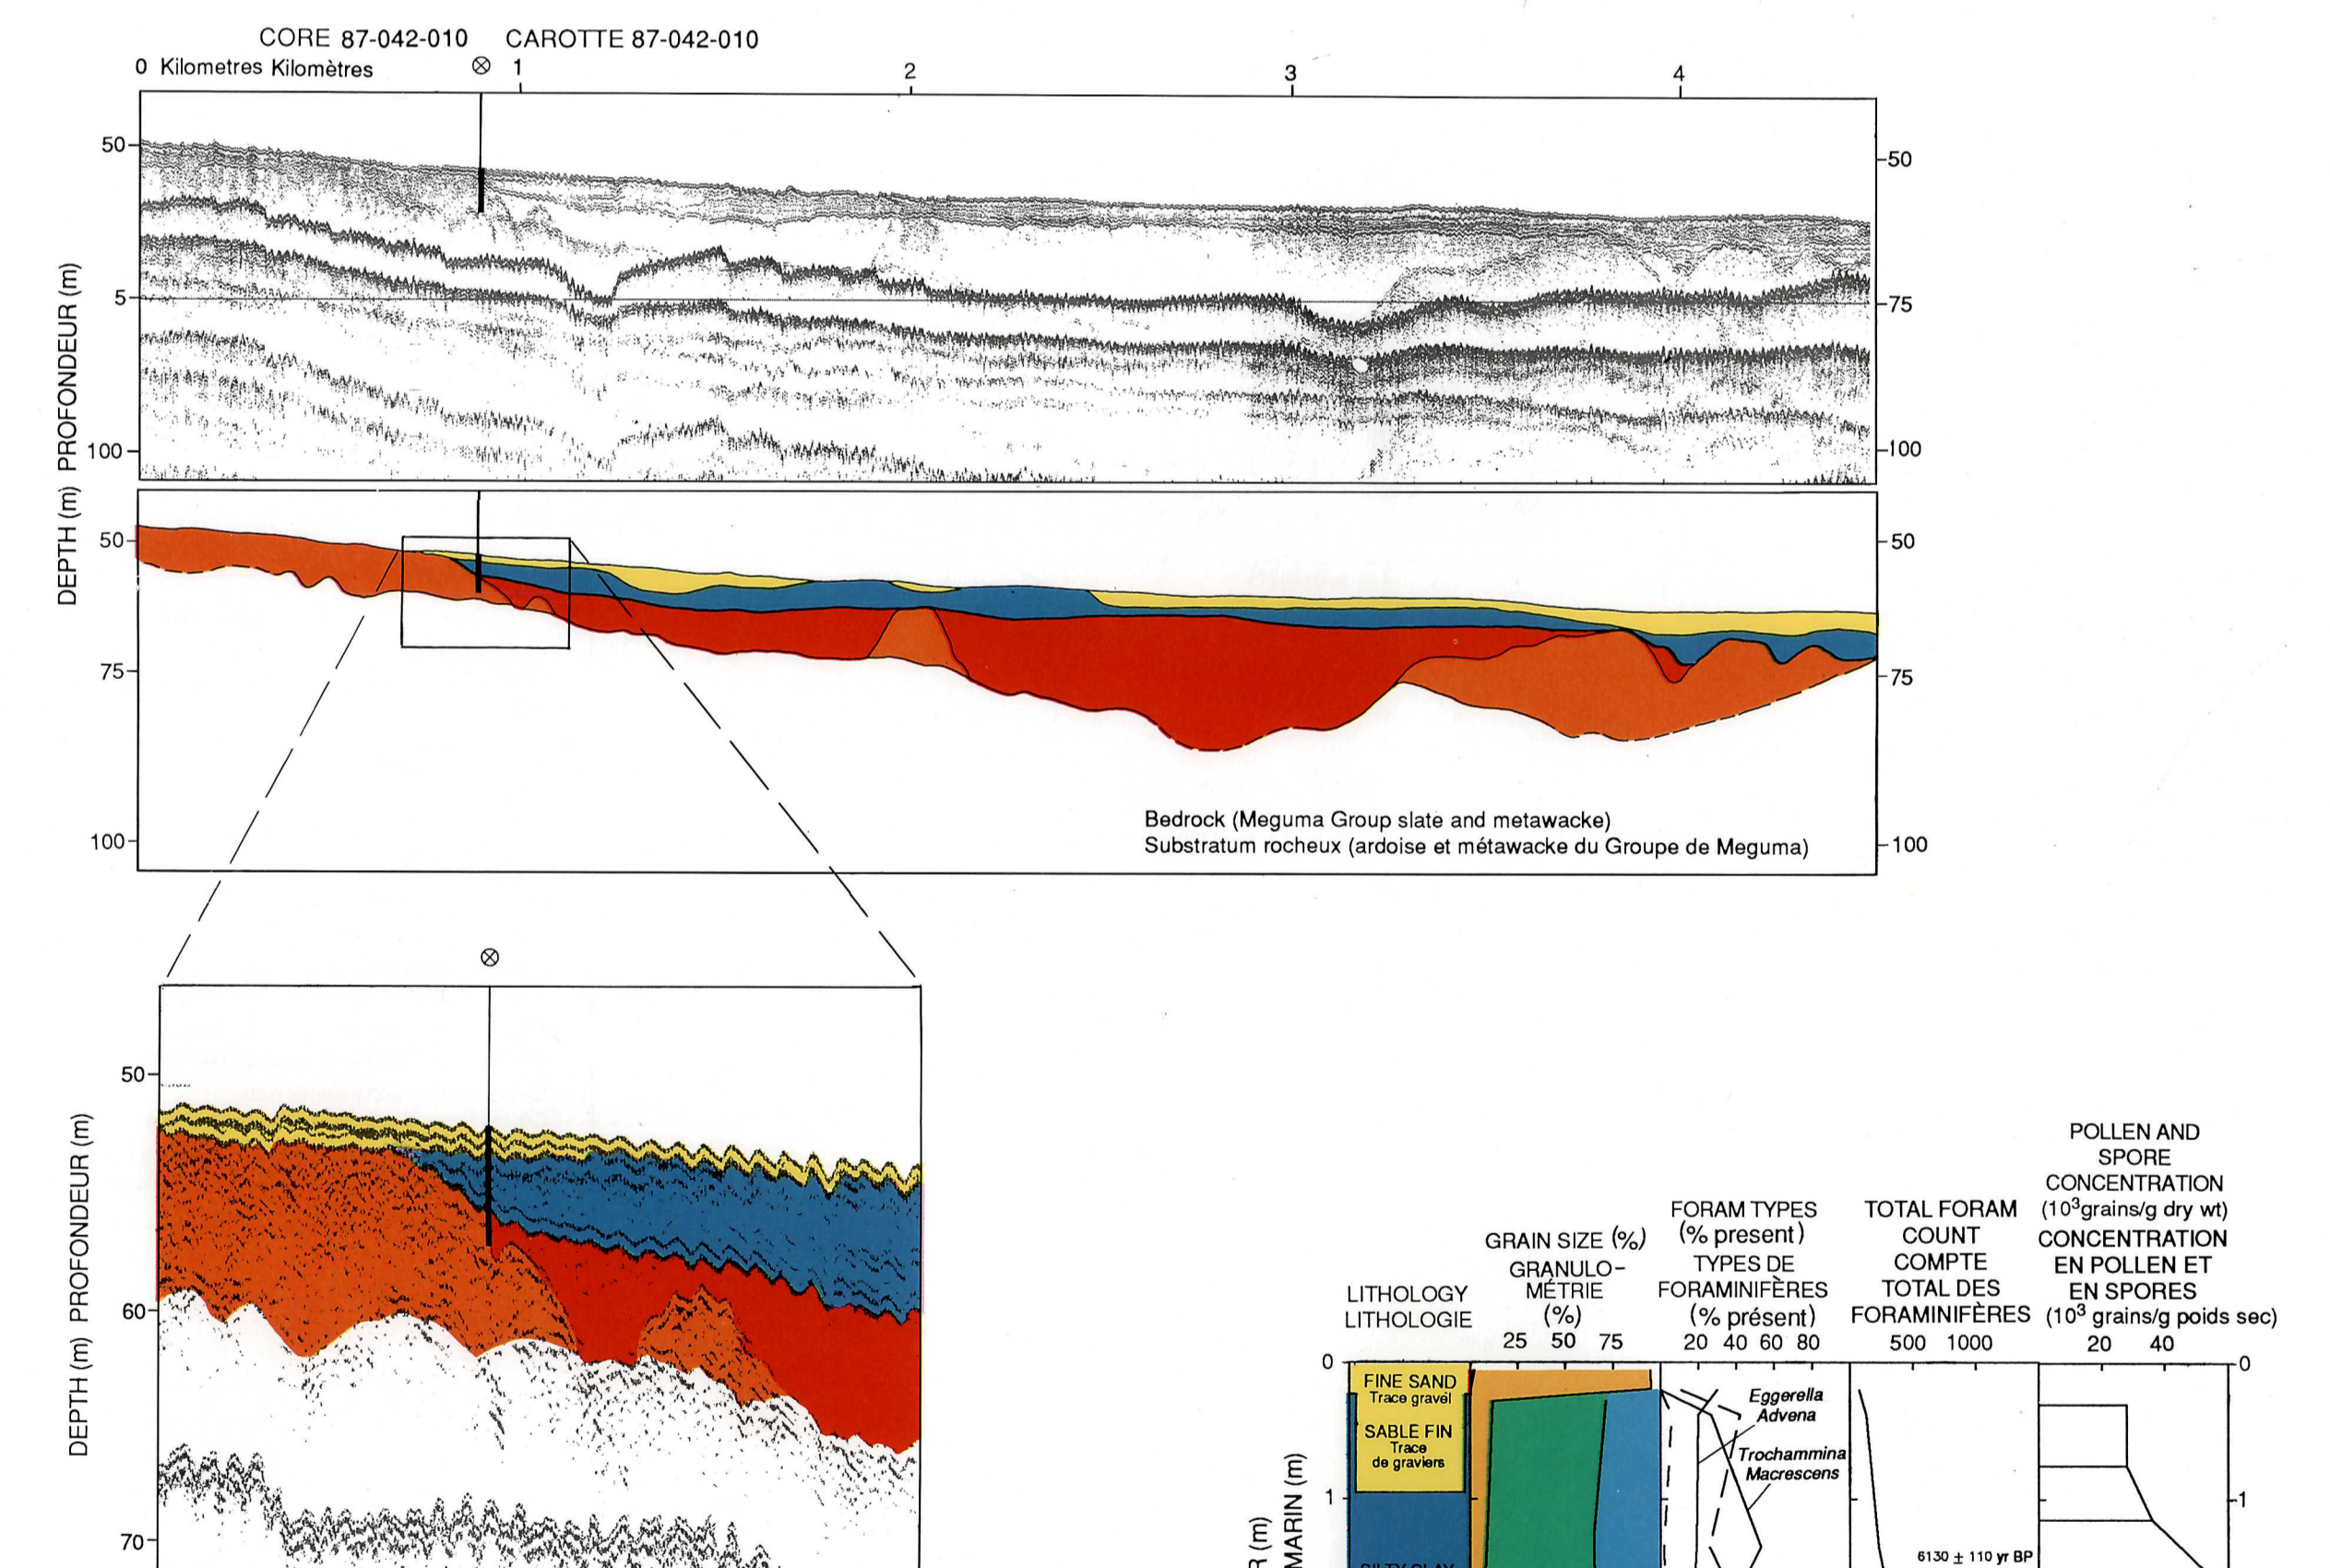 CORE 87-042-010 CAROTTE 87-042-010
0 Kilometres Kilomètres ⊗ 1 2 3 4
50 50
5 75
100 100
DEPTH (m) PROFONDEUR (m)
50 50
75 75
100 100
Bedrock (Meguma Group slate and metawacke)
Substratum rocheux (ardoise et métawacke du Groupe de Meguma)
⊗
50
60
70
DEPTH (m) PROFONDEUR (m)
LITHOLOGY
LITHOLOGIE
GRAIN SIZE (%)
GRANULO-
MÉTRIE
(%)
25 50 75
FORAM TYPES
(% present)
TYPES DE
FORAMINIFÈRES
(% présent)
20 40 60 80
TOTAL FORAM
COUNT
COMPTE
TOTAL DES
FORAMINIFÈRES
500 1000
POLLEN AND
SPORE
CONCENTRATION
(10³grains/g dry wt)
CONCENTRATION
EN POLLEN ET
EN SPORES
(10³ grains/g poids sec)
20 40
0 0
FINE SAND
Trace gravel
SABLE FIN
Trace
de graviers
Eggerella
Advena
Trochammina
Macrescens
1 1
R (m)
MARIN (m)
SILTY CLAY
6130 ± 110 yr BP